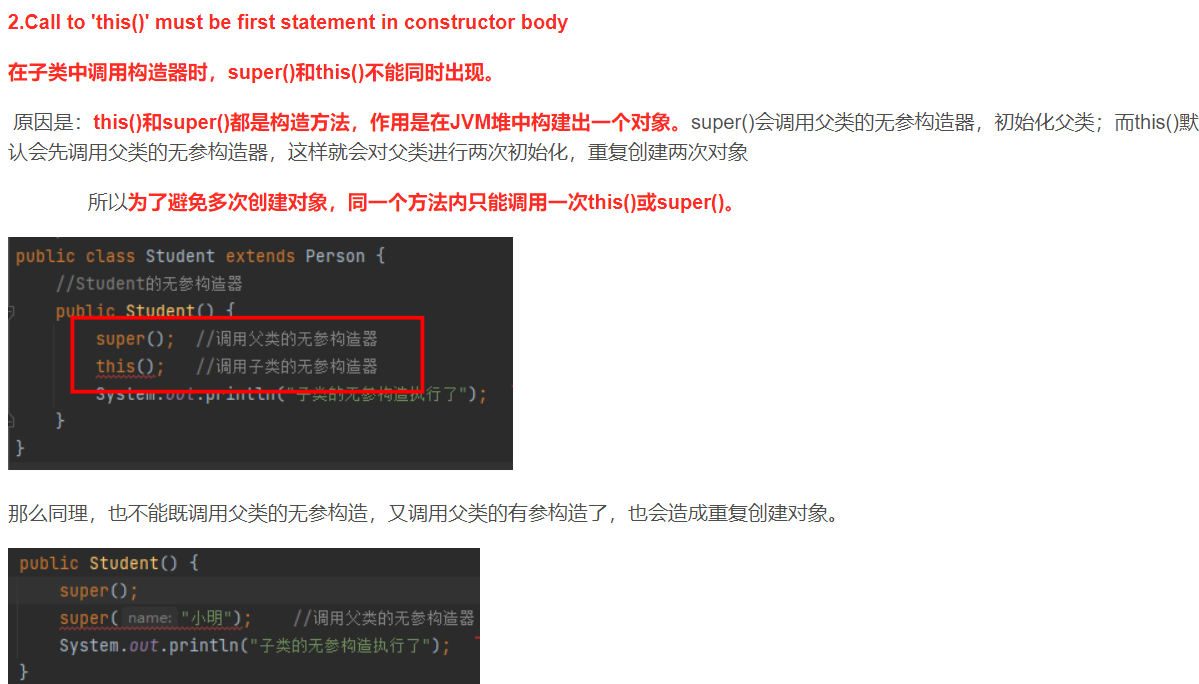 2.Call to 'this()' must be first statement in constructor body
在子类中调用构造器时，super()和this()不能同时出现。
原因是：this()和super()都是构造方法，作用是在JVM堆中构建出一个对象。super()会调用父类的无参构造器，初始化父类；而this()默
认会先调用父类的无参构造器，这样就会对父类进行两次初始化，重复创建两次对象
所以为了避免多次创建对象，同一个方法内只能调用一次this()或super()。
public class Student extends Person {
//Student的无参构造器
public Student() {
super(); //调用父类的无参构造器
this(); //调用子类的无参构造器
System.out.println("子类的无参构造执行了");
}
}
那么同理，也不能既调用父类的无参构造，又调用父类的有参构造了，也会造成重复创建对象。
public Student() {
super();
super( name: "小明"); //调用父类的无参构造器
System.out.println("子类的无参构造执行了");
}